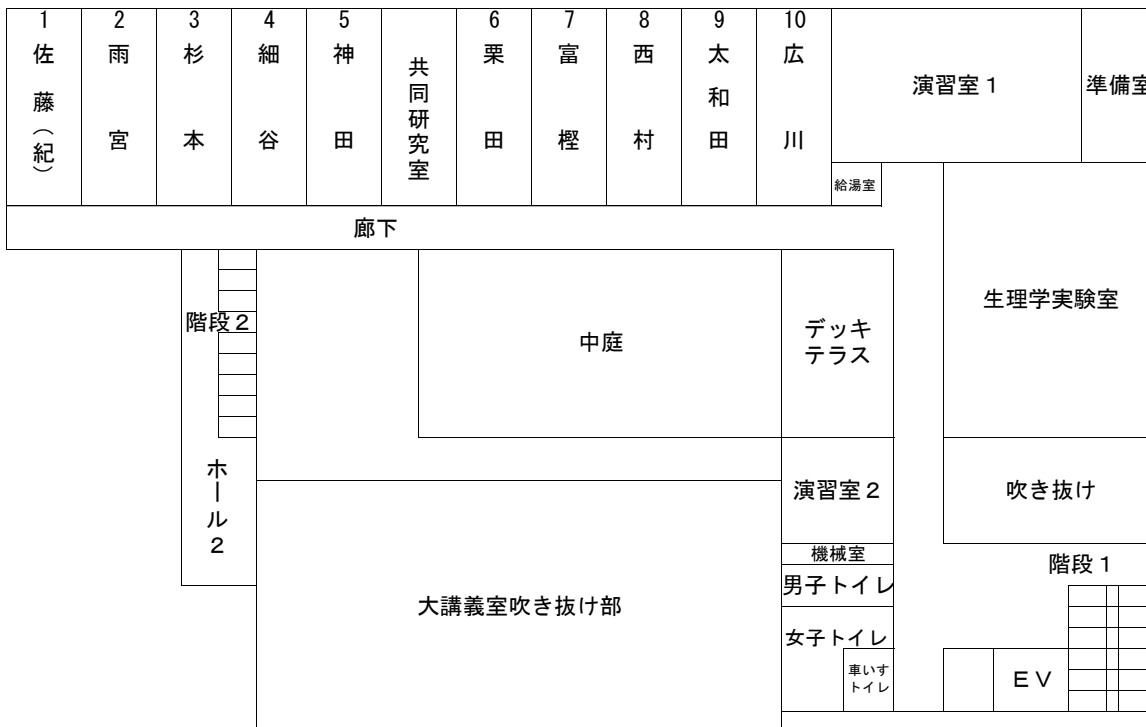 1
佐藤(紀)
2
雨宮
3
杉本
4
細谷
5
神田
共同研究室
6
栗田
7
富樫
8
西村
9
太和田
10
広川
演習室1
準備室
給湯室
廊下
階段2
中庭
デッキ
テラス
生理学実験室
ホール2
演習室2
吹き抜け
機械室
階段1
男子トイレ
大講義室吹き抜け部
女子トイレ
車いす
トイレ
EV